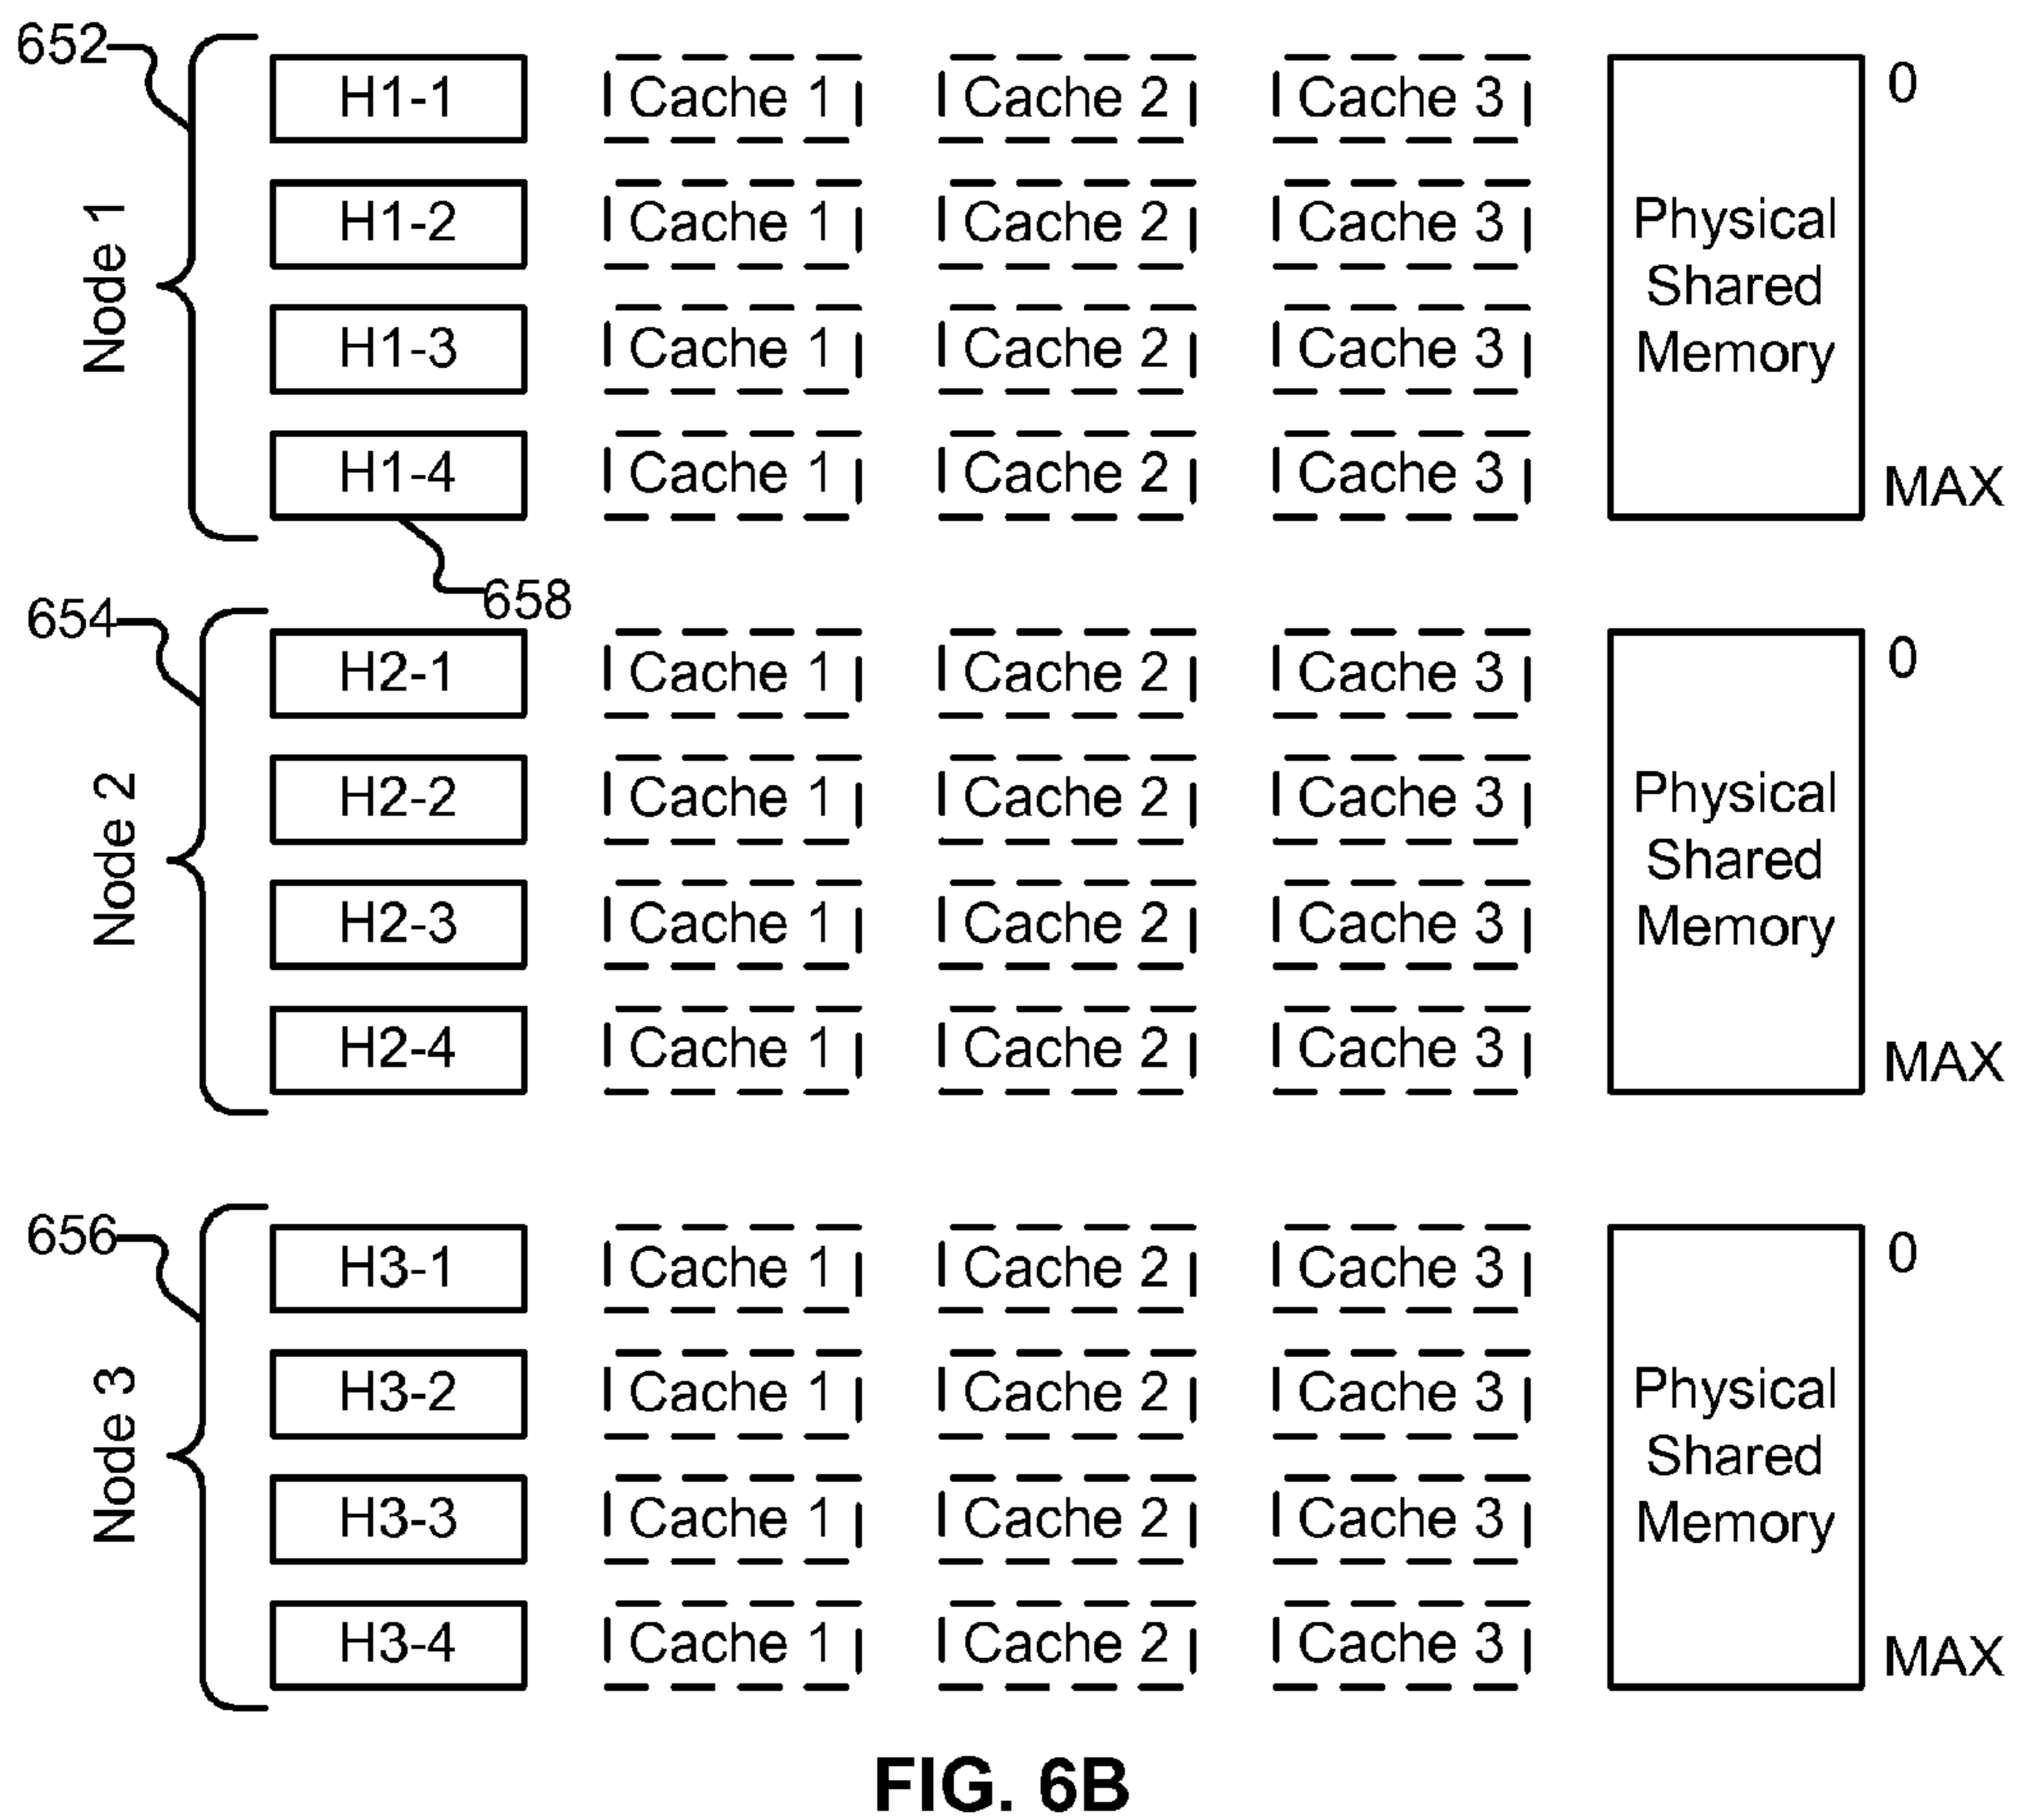 652
H1-1 Cache 1 Cache 2 Cache 3 0
H1-2 Cache 1 Cache 2 Cache 3
H1-3 Cache 1 Cache 2 Cache 3
H1-4 Cache 1 Cache 2 Cache 3 MAX
Node 1
Physical
Shared
Memory
658
654
H2-1 Cache 1 Cache 2 Cache 3 0
H2-2 Cache 1 Cache 2 Cache 3
H2-3 Cache 1 Cache 2 Cache 3
H2-4 Cache 1 Cache 2 Cache 3 MAX
Node 2
Physical
Shared
Memory
656
H3-1 Cache 1 Cache 2 Cache 3 0
H3-2 Cache 1 Cache 2 Cache 3
H3-3 Cache 1 Cache 2 Cache 3
H3-4 Cache 1 Cache 2 Cache 3 MAX
Node 3
Physical
Shared
Memory
FIG. 6B